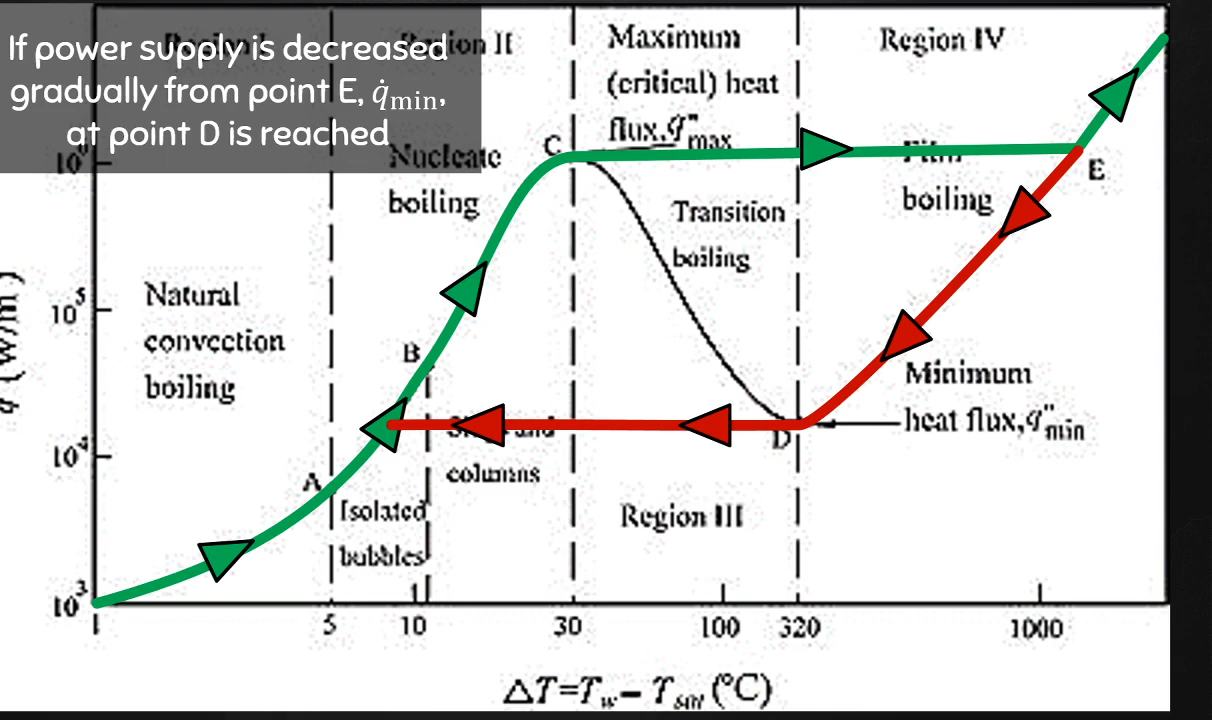 If power supply is decreased
gradually from point E, q̇min,
at point D is reached
Region II
Maximum
(critical) heat
flux,q"max
Region IV
C
Nucleate
boiling
Film
boiling
E
Transition
boiling
Natural
convection
boiling
10⁵
B
Minimum
heat flux,q"min
D
and
columns
10⁴
A
Isolated
bubbles
Region III
10³
1
5
10
30
100
320
1000
ΔT=Tw− Tsat (°C)